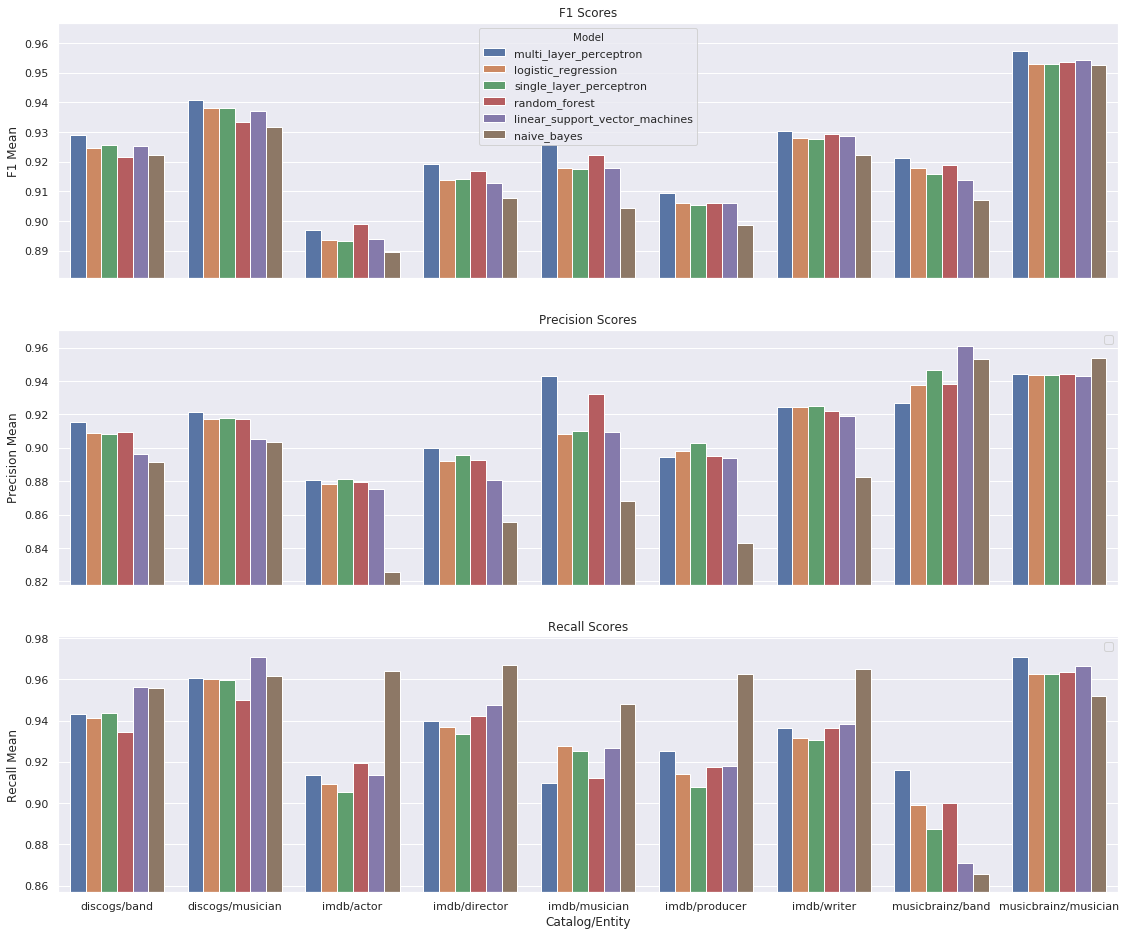 F1 Scores
F1 Mean
0.96
0.95
0.94
0.93
0.92
0.91
0.90
0.89
Model
multi_layer_perceptron
logistic_regression
single_layer_perceptron
random_forest
linear_support_vector_machines
naive_bayes
Precision Scores
Precision Mean
0.96
0.94
0.92
0.90
0.88
0.86
0.84
0.82
Recall Scores
Recall Mean
0.98
0.96
0.94
0.92
0.90
0.88
0.86
discogs/band discogs/musician imdb/actor imdb/director imdb/musician imdb/producer imdb/writer musicbrainz/band musicbrainz/musician
Catalog/Entity